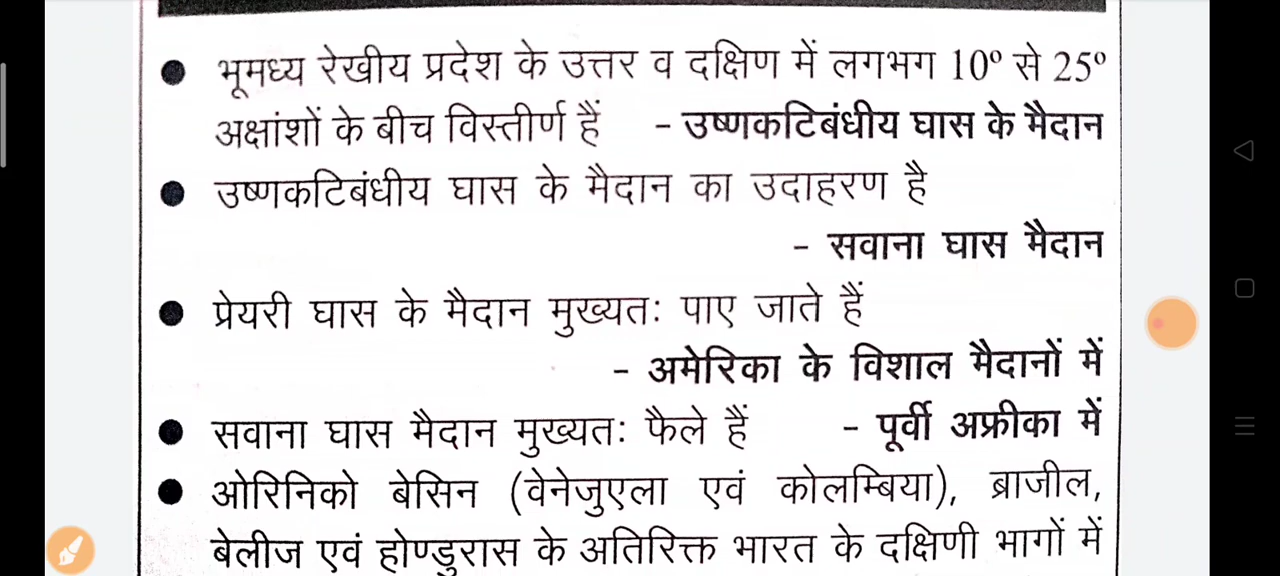 ● भूमध्य रेखीय प्रदेश के उत्तर व दक्षिण में लगभग 10° से 25°
अक्षांशों के बीच विस्तीर्ण हैं - उष्णकटिबंधीय घास के मैदान
● उष्णकटिबंधीय घास के मैदान का उदाहरण है
- सवाना घास मैदान
● प्रेयरी घास के मैदान मुख्यतः पाए जाते हैं
- अमेरिका के विशाल मैदानों में
● सवाना घास मैदान मुख्यतः फैले हैं - पूर्वी अफ्रीका में
● ओरिनिको बेसिन (वेनेजुएला एवं कोलम्बिया), ब्राजील,
बेलीज एवं होण्डुरास के अतिरिक्त भारत के दक्षिणी भागों में